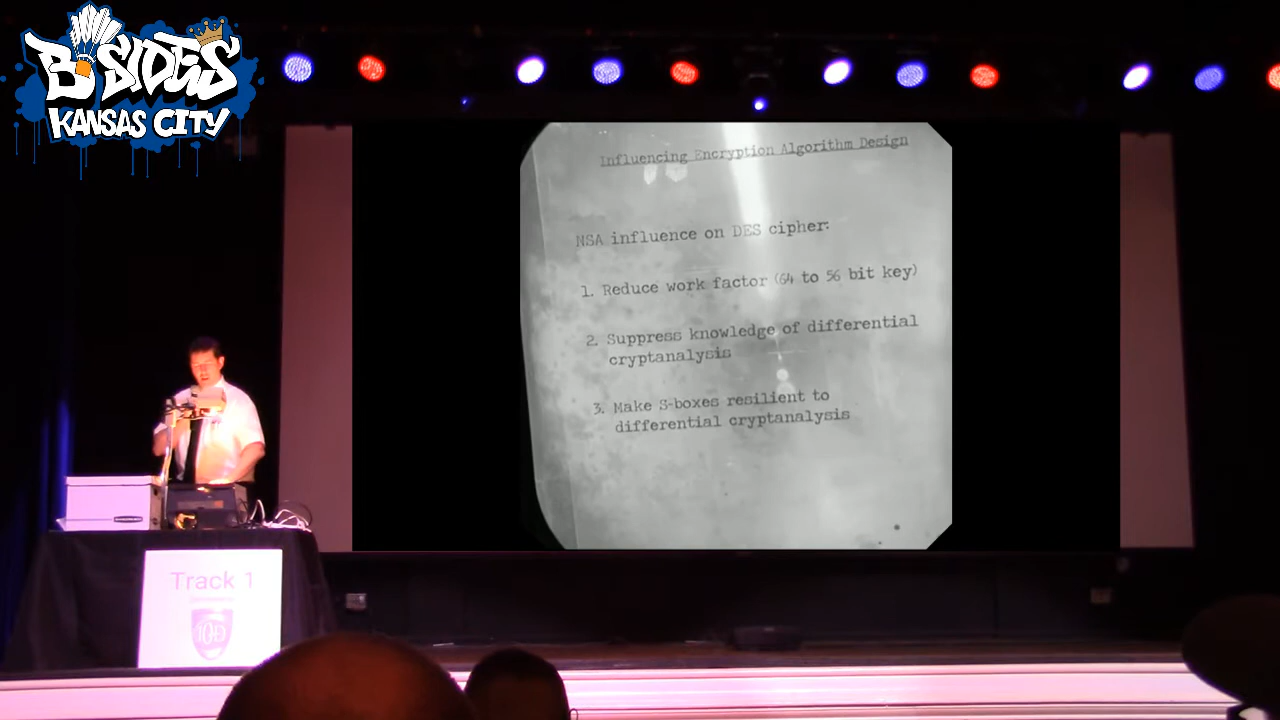 B-SIDES
KANSAS CITY
Influencing Encryption Algorithm Design
NSA influence on DES cipher:
1. Reduce work factor (64 to 56 bit key)
2. Suppress knowledge of differential
cryptanalysis
3. Make S-boxes resilient to
differential cryptanalysis
Track 1